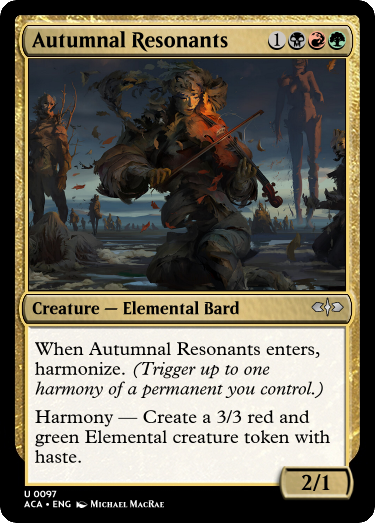 Autumnal Resonants 1
Creature — Elemental Bard
When Autumnal Resonants enters,
harmonize. (Trigger up to one
harmony of a permanent you control.)
Harmony — Create a 3/3 red and
green Elemental creature token with
haste.
2/1
U 0097
ACA • ENG Michael MacRae